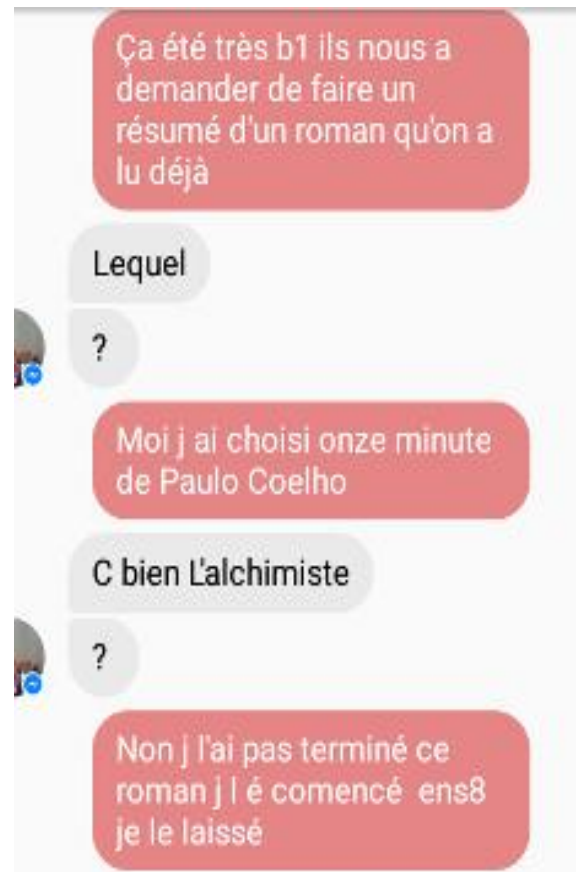 Ça été très b1 ils nous a
demander de faire un
résumé d'un roman qu'on a
lu déjà
Lequel
?
Moi j ai choisi onze minute
de Paulo Coelho
C bien L'alchimiste
?
Non j l'ai pas terminé ce
roman j l é comencé ens8
je le laissé